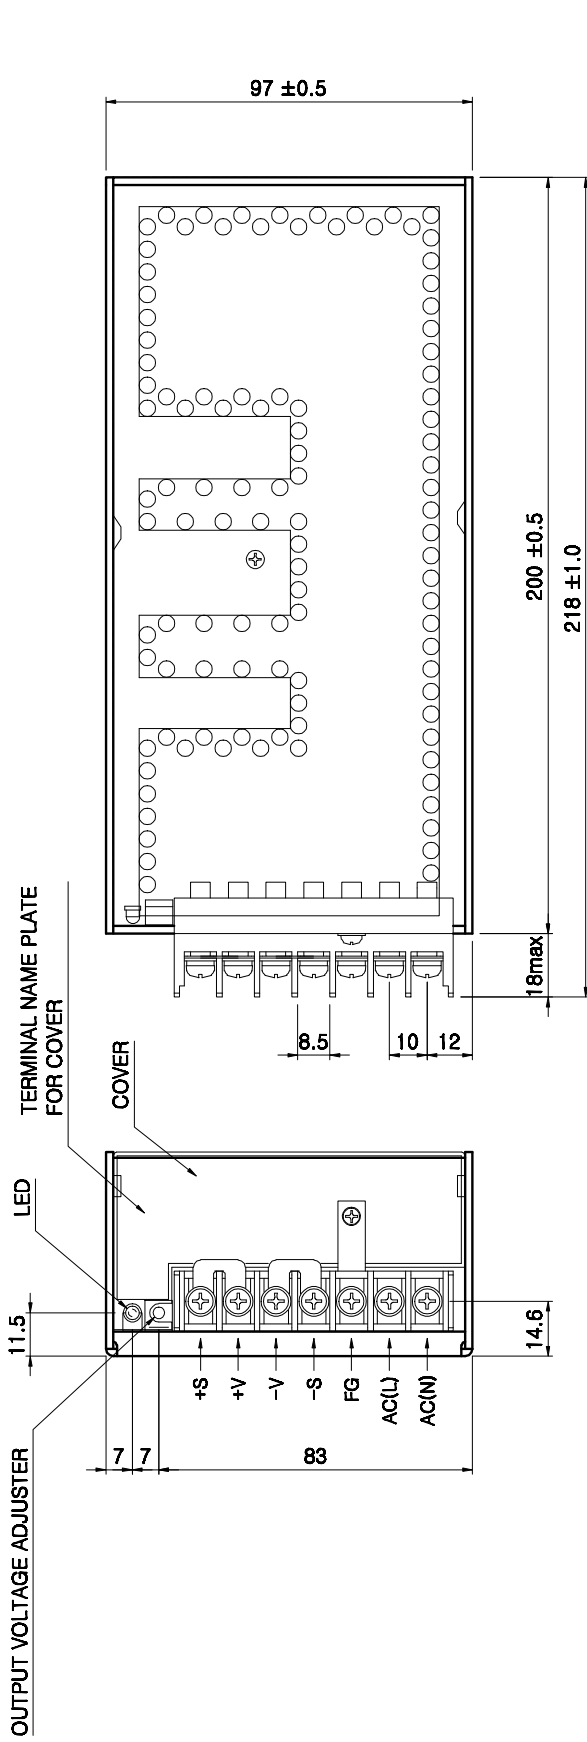 97 ±0.5
200 ±0.5
218 ±1.0
18max
8.5
10
12
TERMINAL NAME PLATE
FOR COVER
COVER
LED
11.5
14.6
+S
+V
-V
-S
FG
AC(L)
AC(N)
7
7
83
OUTPUT VOLTAGE ADJUSTER